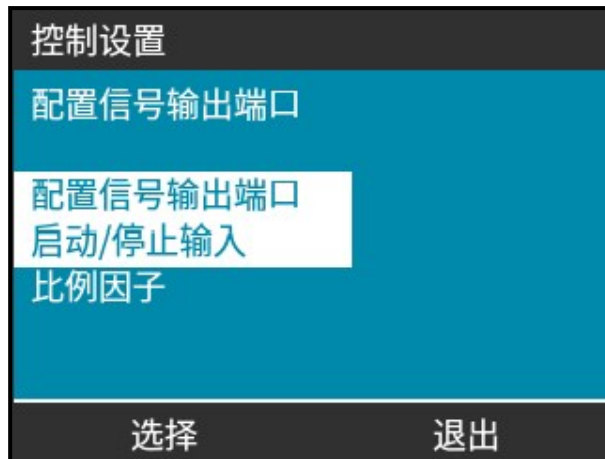 控制设置
配置信号输出端口
配置信号输出端口
启动/停止输入
比例因子
选择
退出